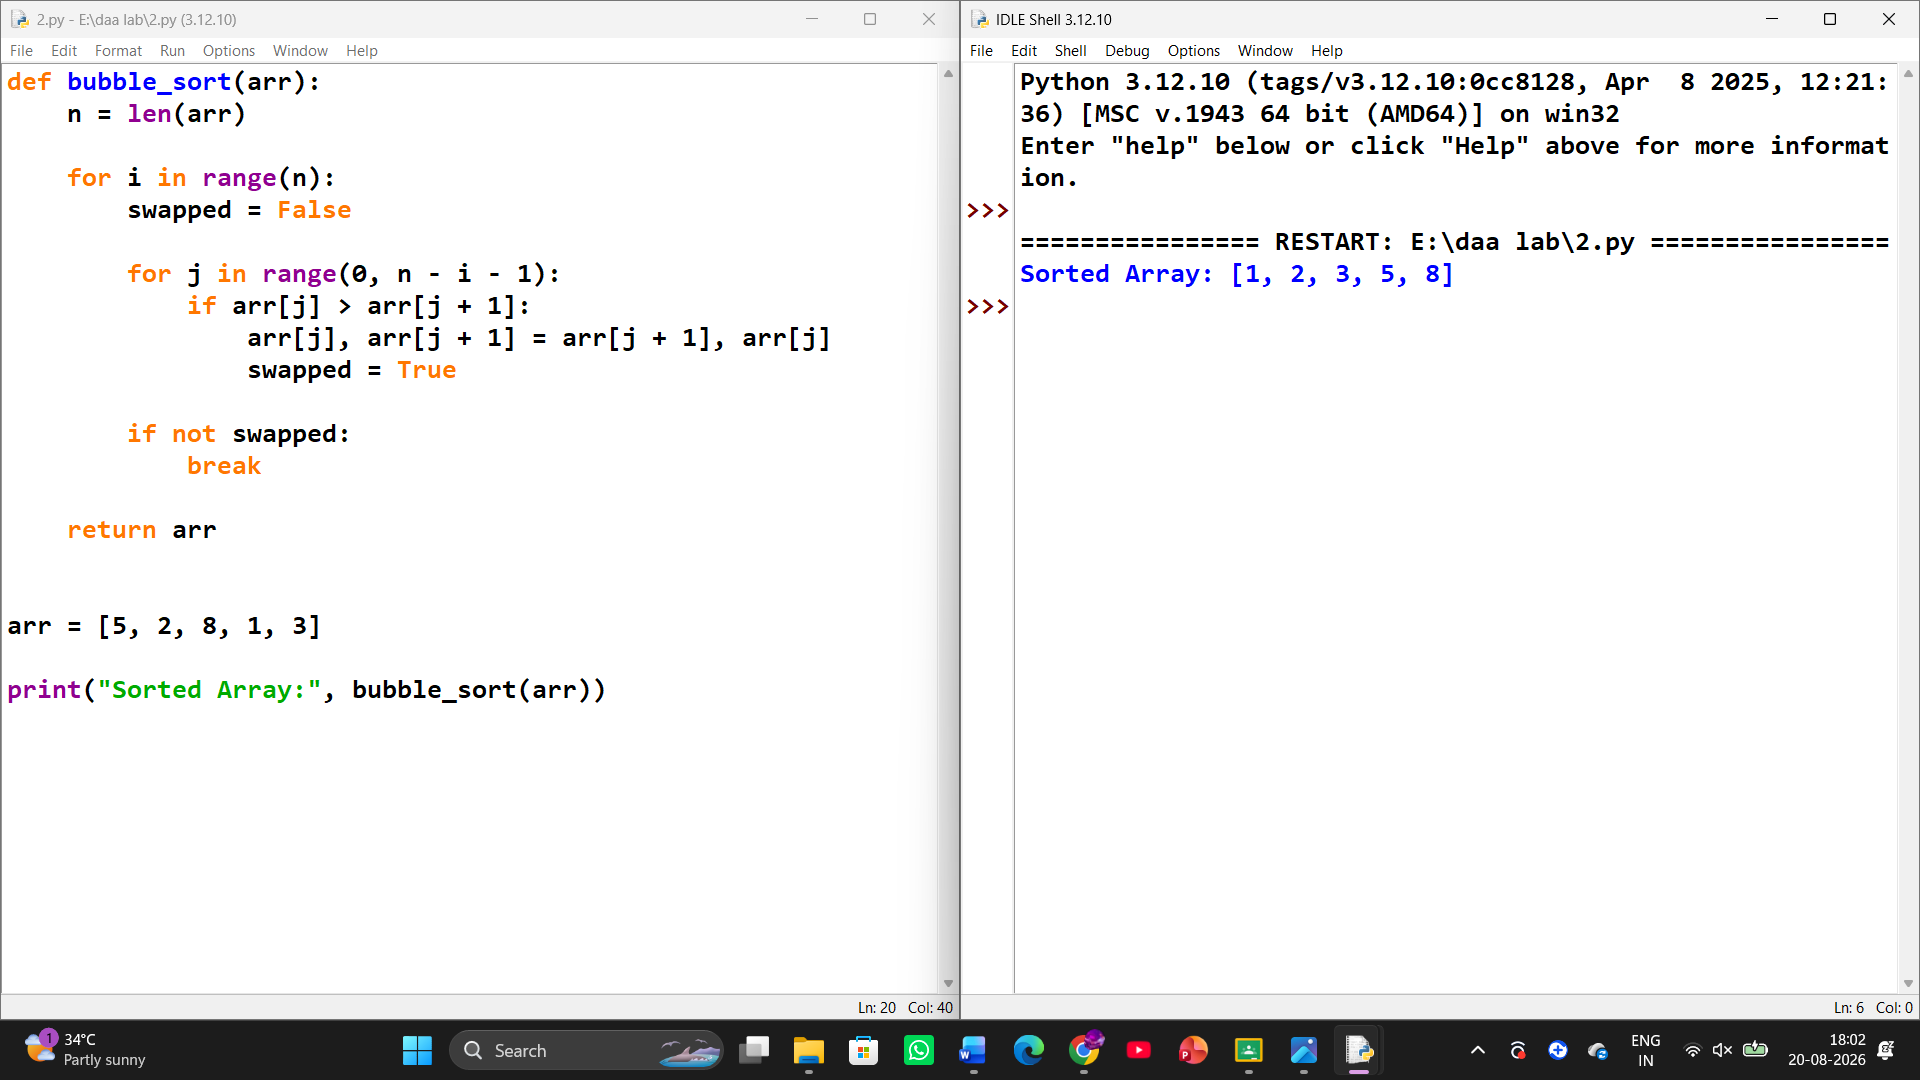 2.py - E:\daa lab\2.py (3.12.10)
File Edit Format Run Options Window Help
def bubble_sort(arr):
    n = len(arr)
    for i in range(n):
        swapped = False
        for j in range(0, n - i - 1):
            if arr[j] > arr[j + 1]:
                arr[j], arr[j + 1] = arr[j + 1], arr[j]
                swapped = True
        if not swapped:
            break
    return arr
arr = [5, 2, 8, 1, 3]
print("Sorted Array:", bubble_sort(arr))
Ln: 20 Col: 40
IDLE Shell 3.12.10
File Edit Shell Debug Options Window Help
Python 3.12.10 (tags/v3.12.10:0cc8128, Apr  8 2025, 12:21:
36) [MSC v.1943 64 bit (AMD64)] on win32
Enter "help" below or click "Help" above for more informat
ion.
>>>
================ RESTART: E:\daa lab\2.py ================
Sorted Array: [1, 2, 3, 5, 8]
>>>
Ln: 6 Col: 0
1
34°C
Partly sunny
Search
ENG
IN
18:02
20-08-2026